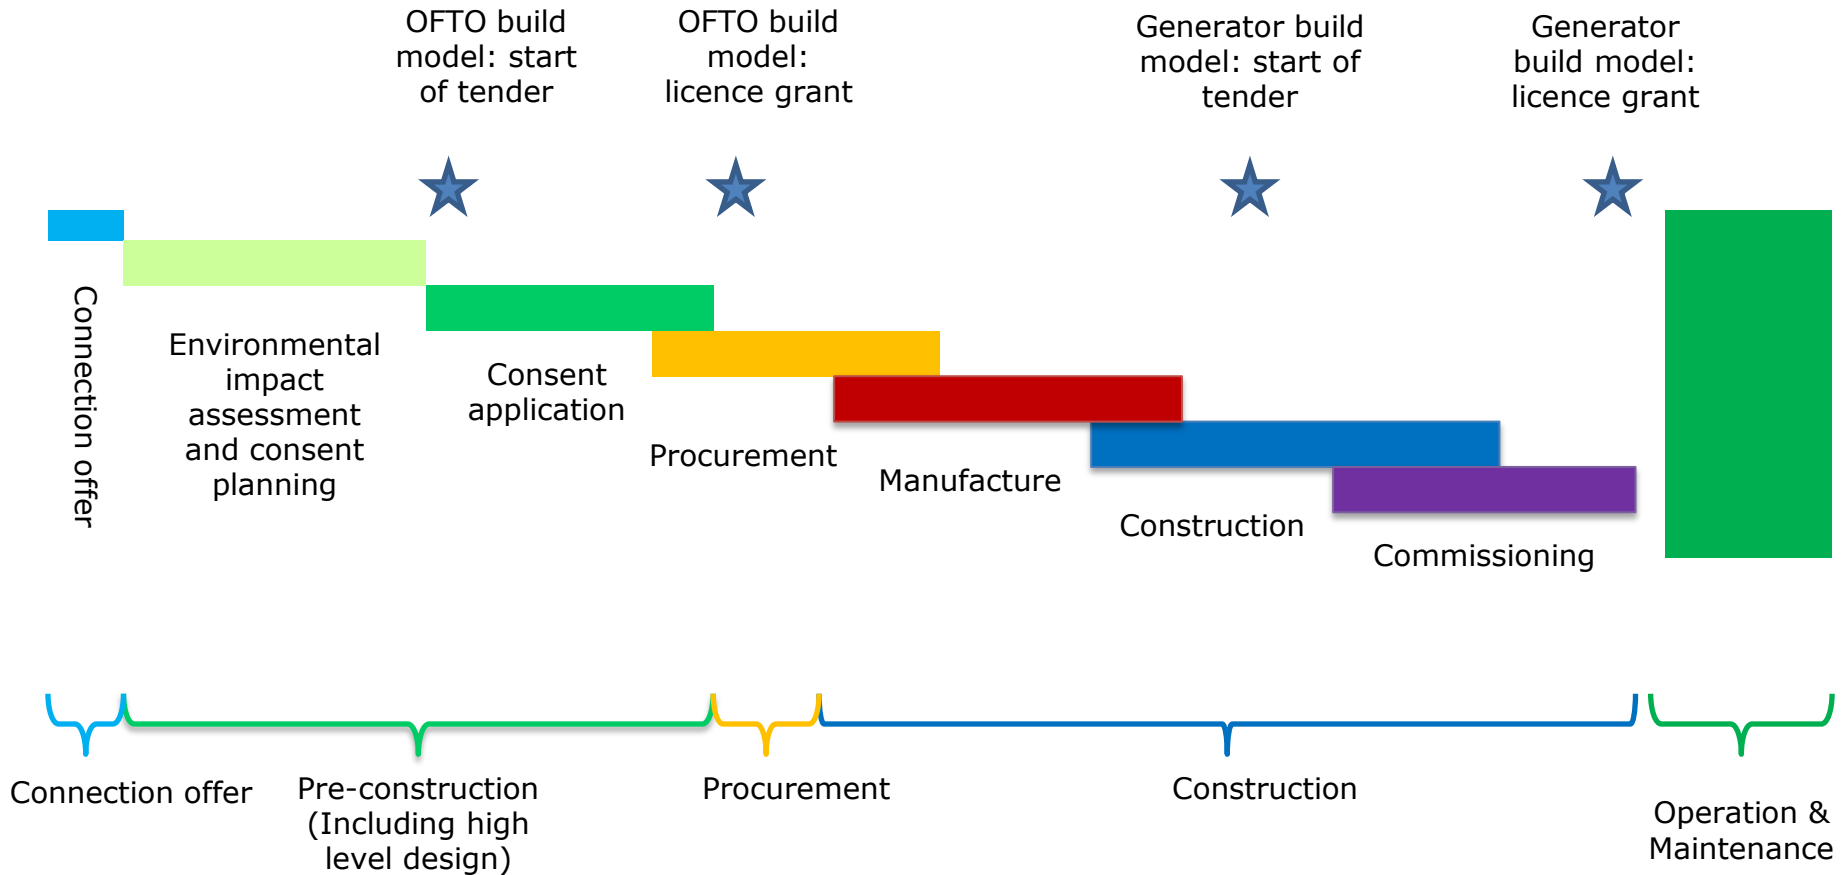 OFTO build
model: start
of tender
OFTO build
model:
licence grant
Generator build
model: start of
tender
Generator
build model:
licence grant
Connection offer
Environmental
impact
assessment
and consent
planning
Consent
application
Procurement
Manufacture
Construction
Commissioning
Connection offer
Pre-construction
(Including high
level design)
Procurement
Construction
Operation &
Maintenance